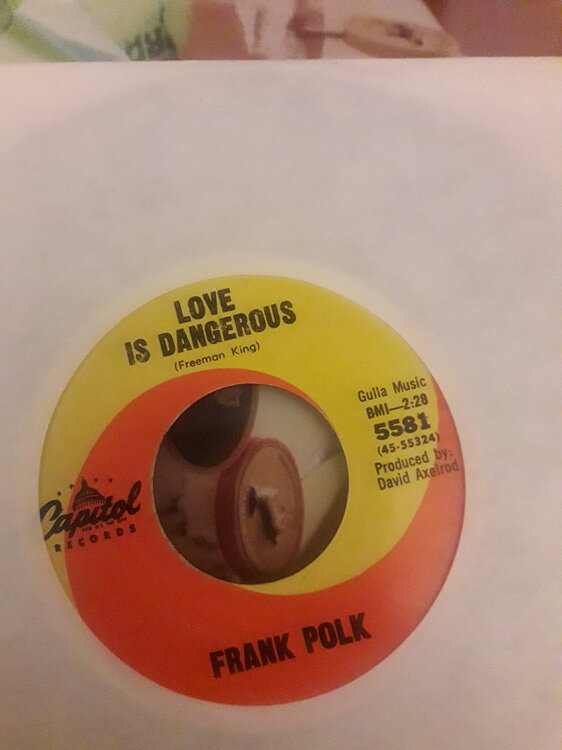 LOVE
IS DANGEROUS
(Freeman King)
Gulla Music
BMI—2:28
5581
(45-55324)
Produced by:
David Axelrod
Capitol
RECORDS
FRANK POLK